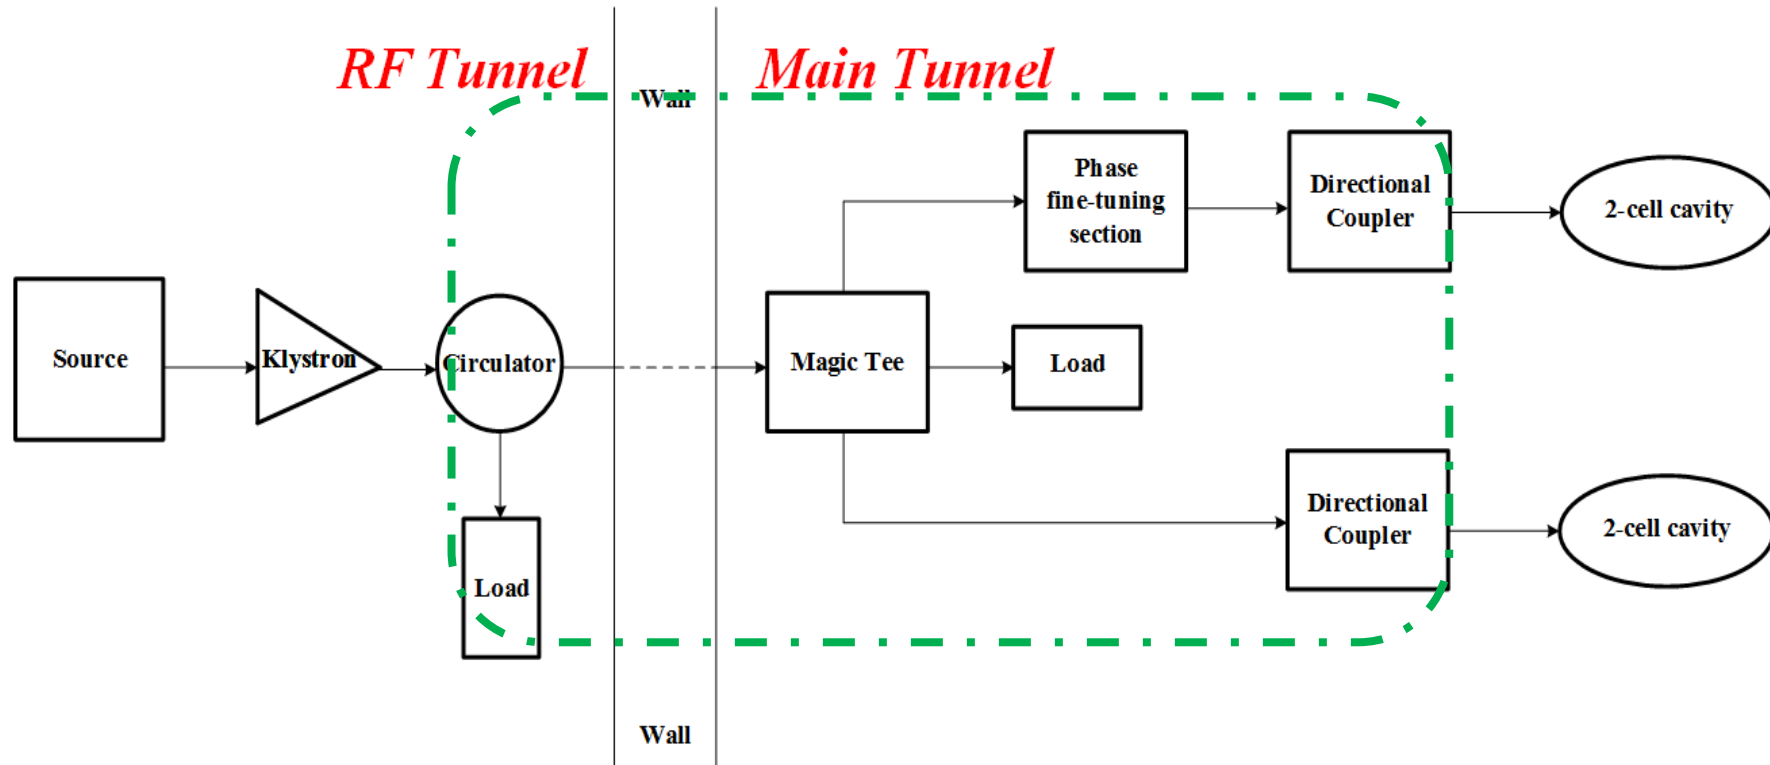 RF Tunnel
Main Tunnel
Wall
Phase
fine-tuning
section
Directional
Coupler
2-cell cavity
Source
Klystron
Circulator
Magic Tee
Load
Directional
Coupler
2-cell cavity
Load
Wall